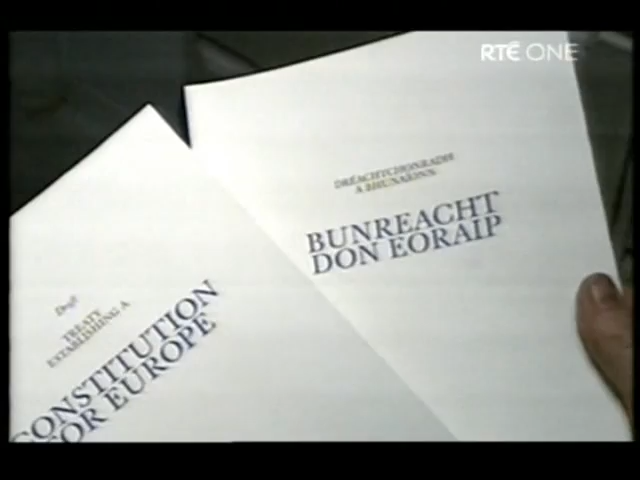 RTÉ ONE
DRÉACHTCHONRADH
A BHUNAÍONN
BUNREACHT
DON EORAIP
Draft
TREATY
ESTABLISHING A
CONSTITUTION
FOR EUROPE